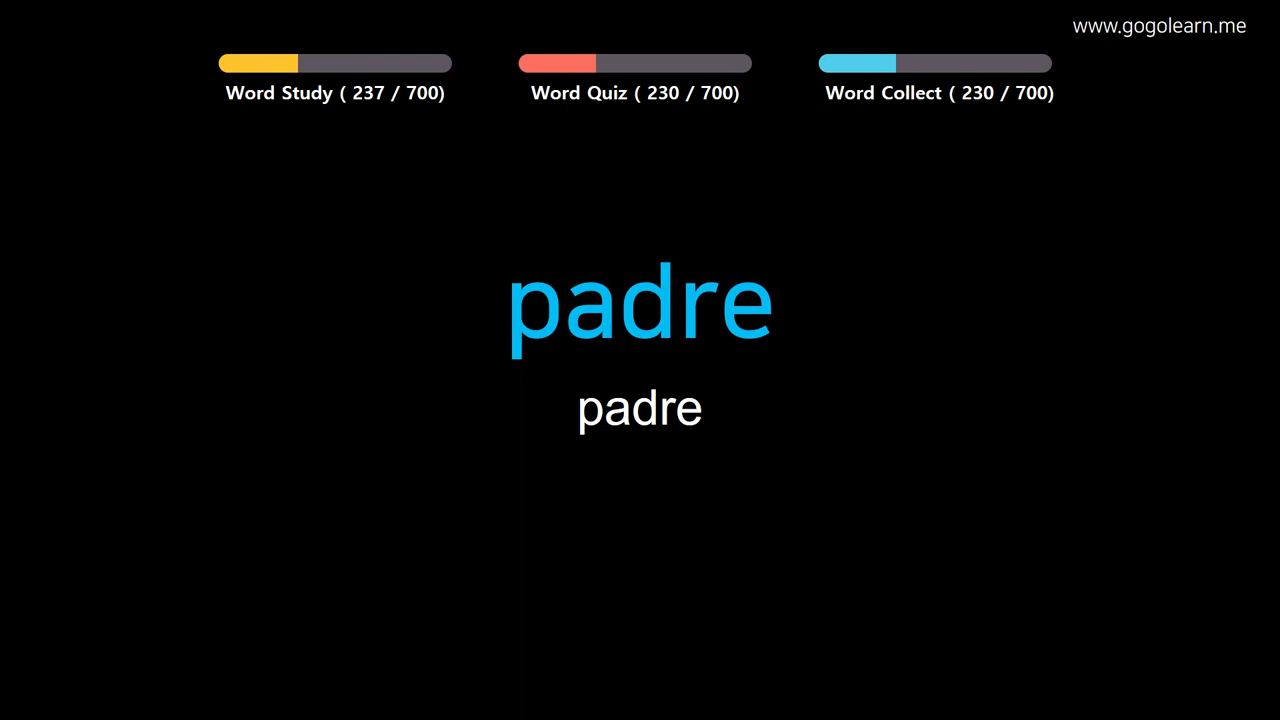 www.gogolearn.me
Word Study ( 237 / 700)
Word Quiz ( 230 / 700)
Word Collect ( 230 / 700)
padre
padre